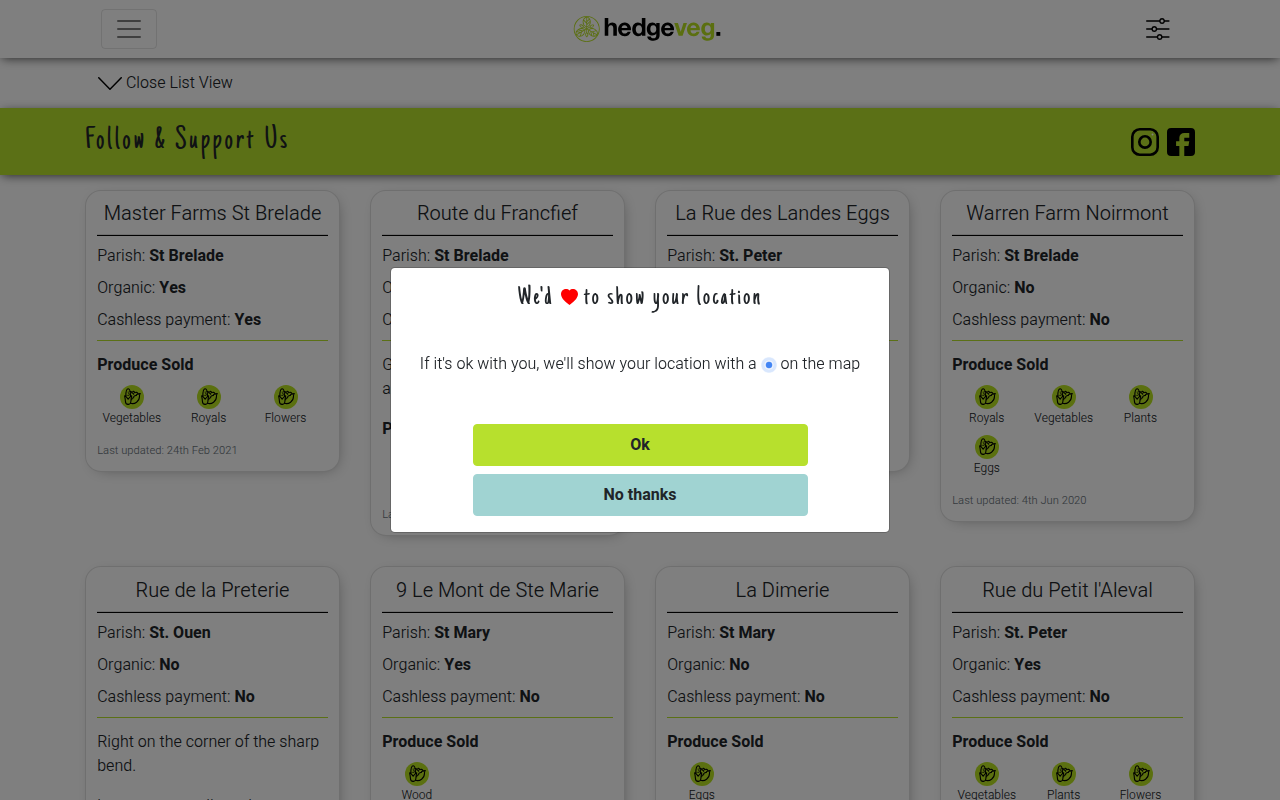 hedgeveg.
Close List View
Follow & Support Us
Master Farms St Brelade
Parish: St Brelade
Organic: Yes
Cashless payment: Yes
Produce Sold
Vegetables Royals Flowers
Last updated: 24th Feb 2021
Route du Francfief
Parish: St Brelade
La Rue des Landes Eggs
Parish: St. Peter
Warren Farm Noirmont
Parish: St Brelade
Organic: No
Cashless payment: No
Produce Sold
Royals Vegetables Plants
Eggs
Last updated: 4th Jun 2020
We'd to show your location
If it's ok with you, we'll show your location with a on the map
Ok
No thanks
Rue de la Preterie
Parish: St. Ouen
Organic: No
Cashless payment: No
Right on the corner of the sharp
bend.
9 Le Mont de Ste Marie
Parish: St Mary
Organic: Yes
Cashless payment: No
Produce Sold
Wood
La Dimerie
Parish: St Mary
Organic: No
Cashless payment: No
Produce Sold
Eggs
Rue du Petit l'Aleval
Parish: St. Peter
Organic: Yes
Cashless payment: No
Produce Sold
Vegetables Plants Flowers